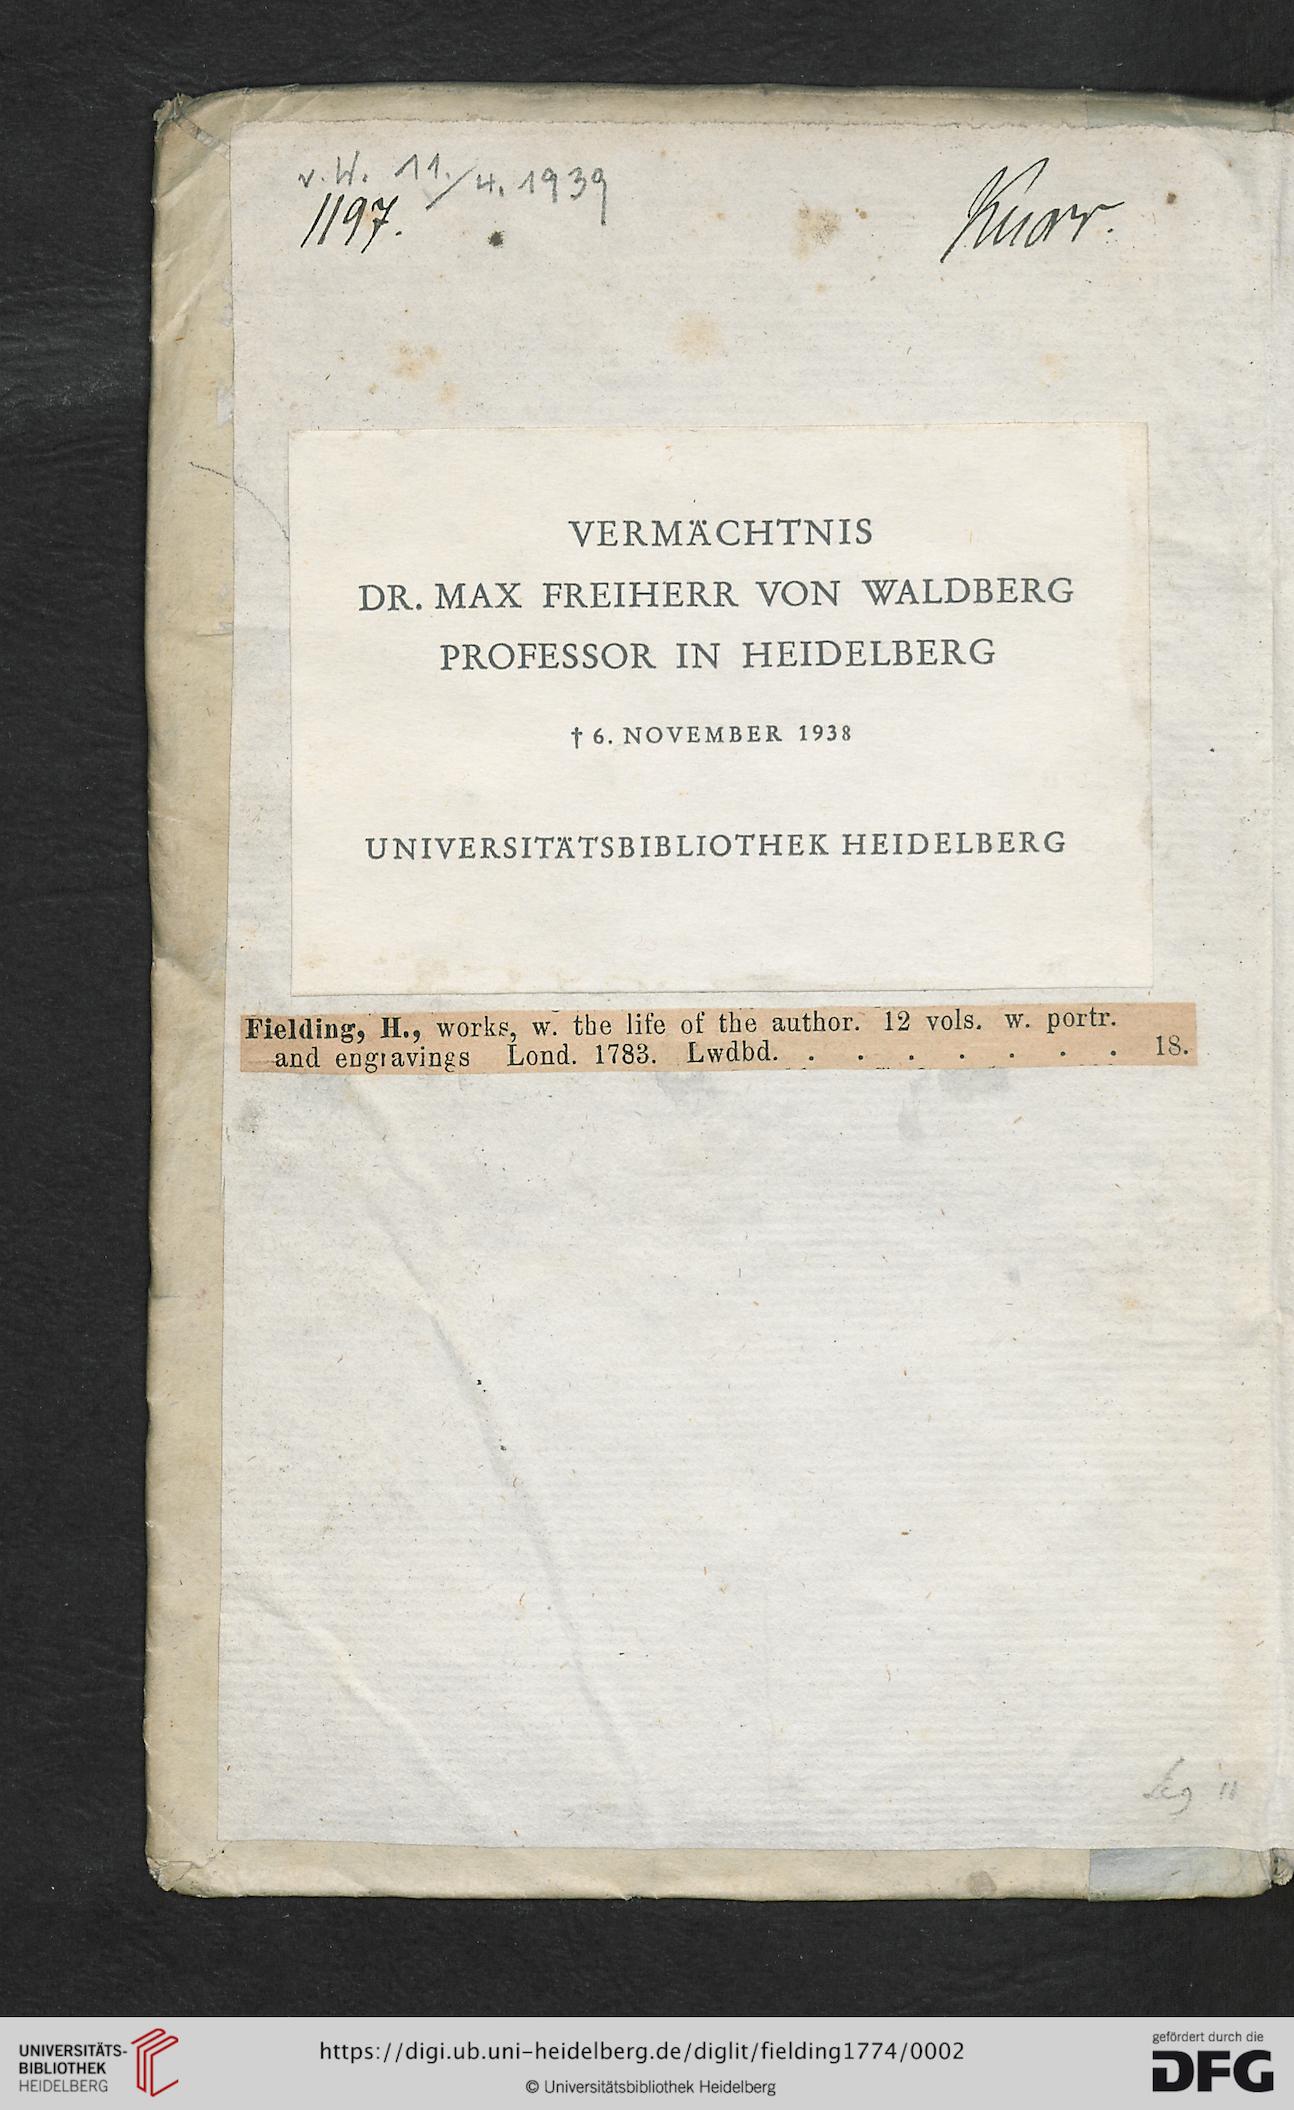 v. W. 11./4. 1939
1197.
Knorr.
VERMÄCHTNIS
DR. MAX FREIHERR VON WALDBERG
PROFESSOR IN HEIDELBERG
† 6. NOVEMBER 1938
UNIVERSITÄTSBIBLIOTHEK HEIDELBERG
Fielding, H., works, w. the life of the author. 12 vols. w. portr.
and engravings Lond. 1783. Lwdbd. . . . . . . . 18.
UNIVERSITÄTS-
BIBLIOTHEK
HEIDELBERG
https://digi.ub.uni-heidelberg.de/diglit/fielding1774/0002
© Universitätsbibliothek Heidelberg
gefördert durch die
DFG